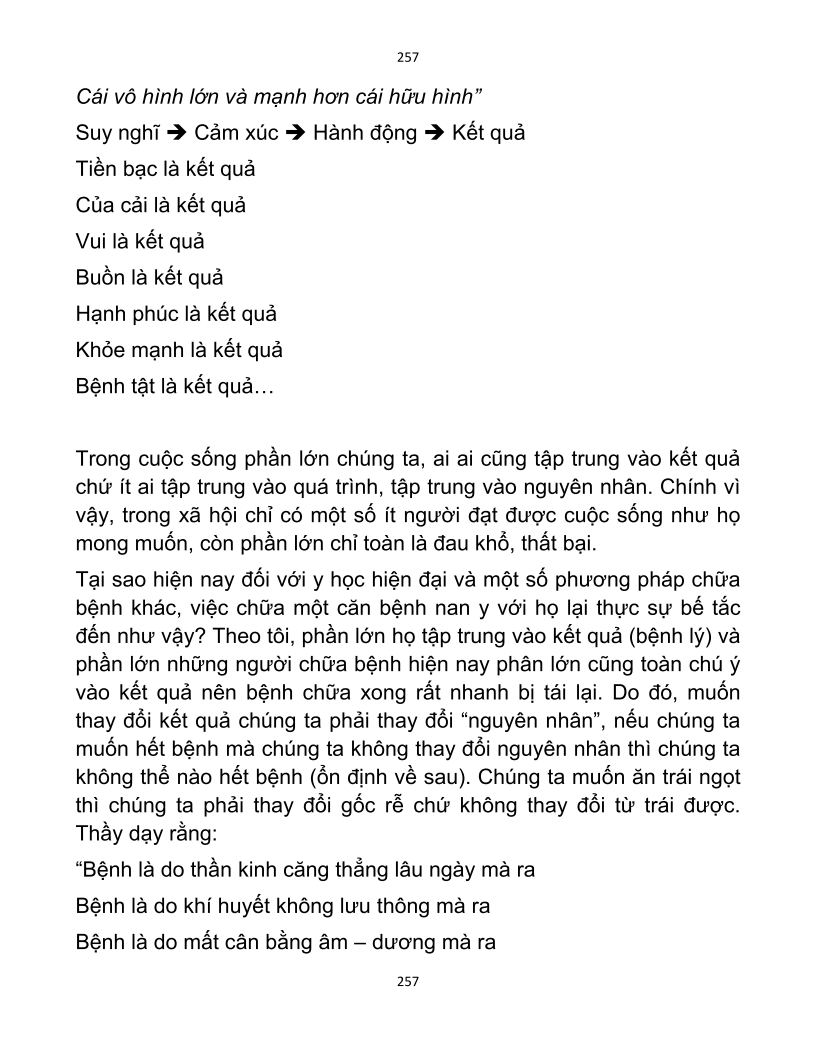 257
Cái vô hình lớn và mạnh hơn cái hữu hình”
Suy nghĩ ➔ Cảm xúc ➔ Hành động ➔ Kết quả
Tiền bạc là kết quả
Của cải là kết quả
Vui là kết quả
Buồn là kết quả
Hạnh phúc là kết quả
Khỏe mạnh là kết quả
Bệnh tật là kết quả…
Trong cuộc sống phần lớn chúng ta, ai ai cũng tập trung vào kết quả
chứ ít ai tập trung vào quá trình, tập trung vào nguyên nhân. Chính vì
vậy, trong xã hội chỉ có một số ít người đạt được cuộc sống như họ
mong muốn, còn phần lớn chỉ toàn là đau khổ, thất bại.
Tại sao hiện nay đối với y học hiện đại và một số phương pháp chữa
bệnh khác, việc chữa một căn bệnh nan y với họ lại thực sự bế tắc
đến như vậy? Theo tôi, phần lớn họ tập trung vào kết quả (bệnh lý) và
phần lớn những người chữa bệnh hiện nay phân lớn cũng toàn chú ý
vào kết quả nên bệnh chữa xong rất nhanh bị tái lại. Do đó, muốn
thay đổi kết quả chúng ta phải thay đổi “nguyên nhân”, nếu chúng ta
muốn hết bệnh mà chúng ta không thay đổi nguyên nhân thì chúng ta
không thể nào hết bệnh (ổn định về sau). Chúng ta muốn ăn trái ngọt
thì chúng ta phải thay đổi gốc rễ chứ không thay đổi từ trái được.
Thầy dạy rằng:
“Bệnh là do thần kinh căng thẳng lâu ngày mà ra
Bệnh là do khí huyết không lưu thông mà ra
Bệnh là do mất cân bằng âm – dương mà ra
257